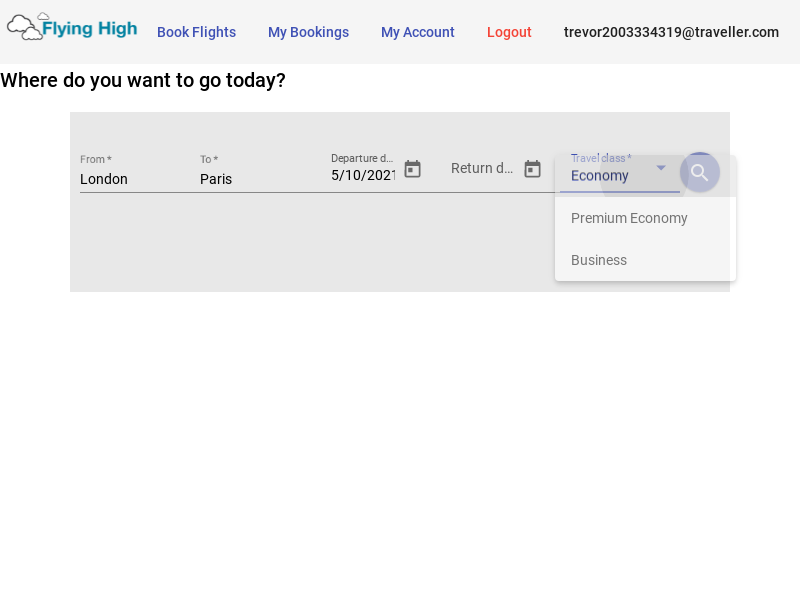 Flying High
Book Flights
My Bookings
My Account
Logout
trevor2003334319@traveller.com
Where do you want to go today?
From *
London
To *
Paris
Departure d...
5/10/2021
Return d...
Travel class *
Economy
Premium Economy
Business